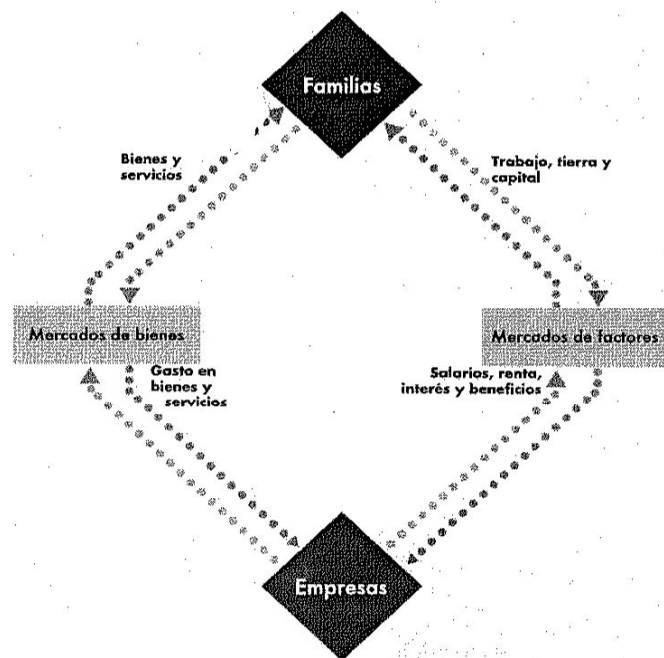 Familias
Bienes y
servicios
Trabajo, tierra y
capital
Mercados de bienes
Mercados de factores
Gasto en
bienes y
servicios
Salarios, renta,
interés y beneficios
Empresas